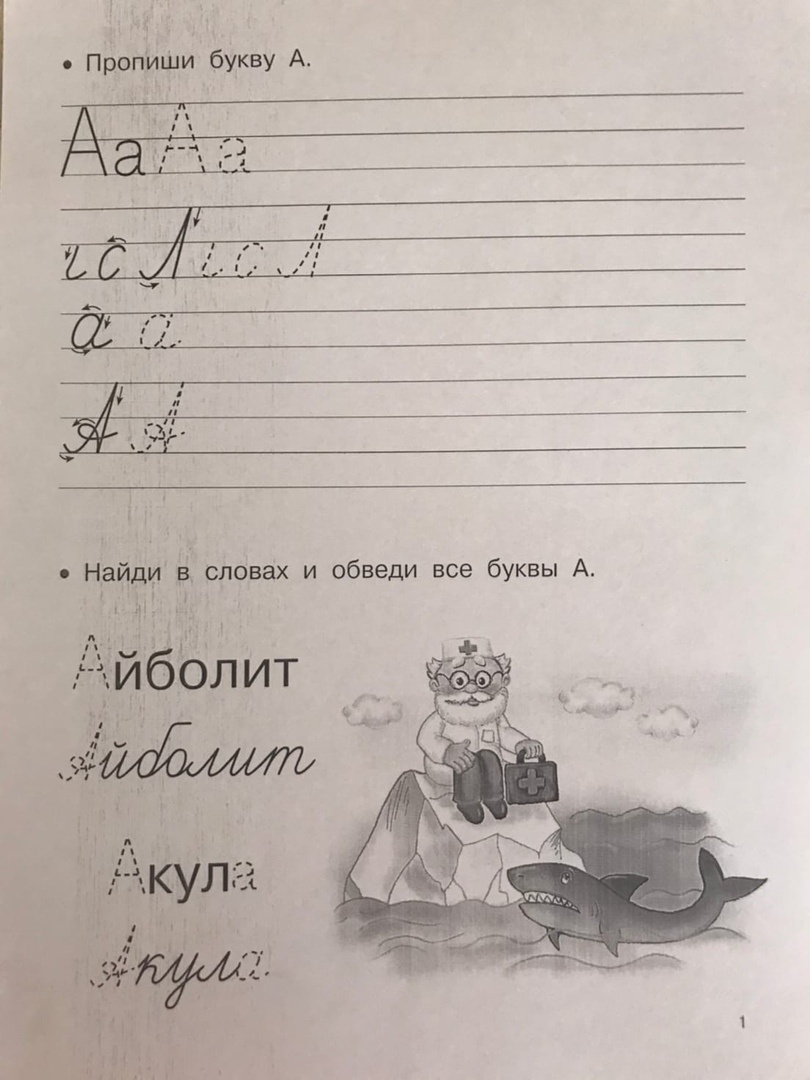 • Пропиши букву А.
Аа Аа
ı с Л ı с Л
а а
А А
• Найди в словах и обведи все буквы А.
Айболит
Айболит
Акула
Акула
1